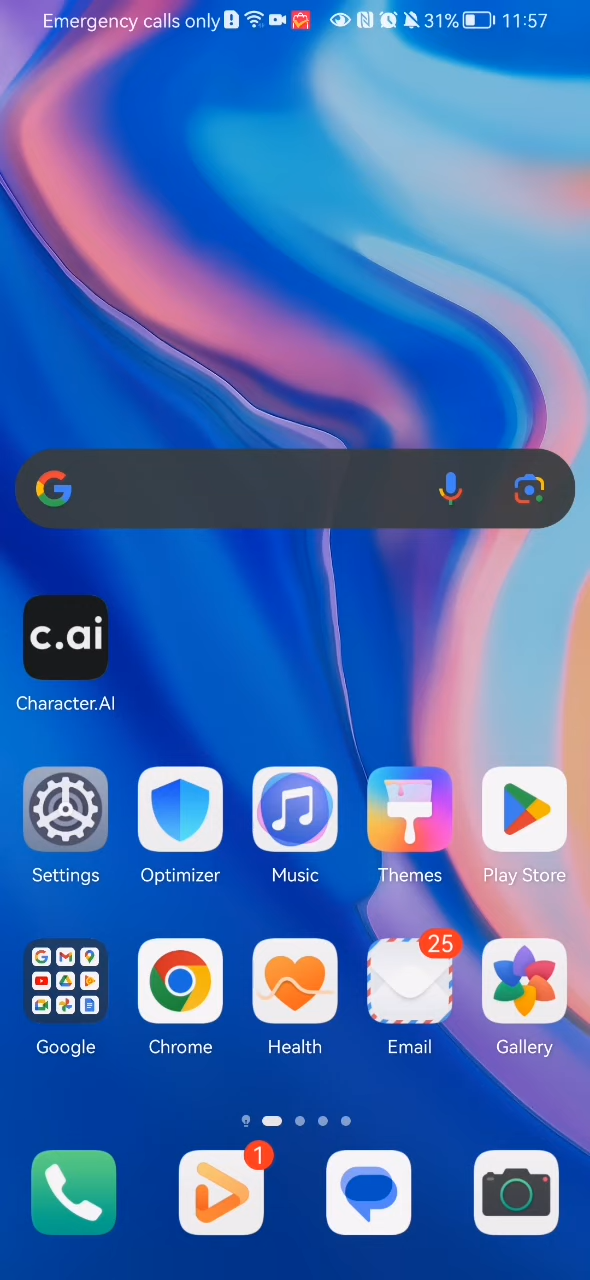 Emergency calls only 31% 11:57
c.ai
Character.AI
Settings Optimizer Music Themes Play Store
25
Google Chrome Health Email Gallery
1